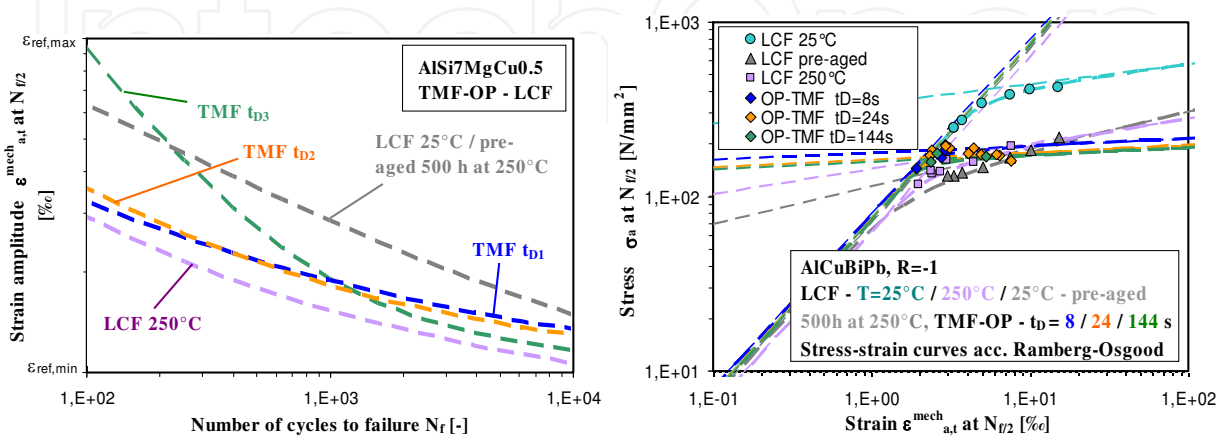 ε_ref,max
AlSi7MgCu0.5
TMF-OP - LCF
TMF t_D3
LCF 25°C / pre-
aged 500 h at 250°C
TMF t_D2
TMF t_D1
LCF 250°C
ε_ref,min
Strain amplitude ε^mech_a,t at N_f/2
[‰]
1,E+02
1,E+03
1,E+04
Number of cycles to failure N_f [-]
1,E+03
1,E+02
1,E+01
Stress σ_a at N_f/2 [N/mm²]
LCF 25°C
LCF pre-aged
LCF 250°C
OP-TMF tD=8s
OP-TMF tD=24s
OP-TMF tD=144s
AlCuBiPb, R=-1
LCF - T=25°C / 250°C / 25°C - pre-aged
500h at 250°C, TMF-OP - t_D = 8 / 24 / 144 s
Stress-strain curves acc. Ramberg-Osgood
1,E-01
1,E+00
1,E+01
1,E+02
Strain ε^mech_a,t at N_f/2 [‰]